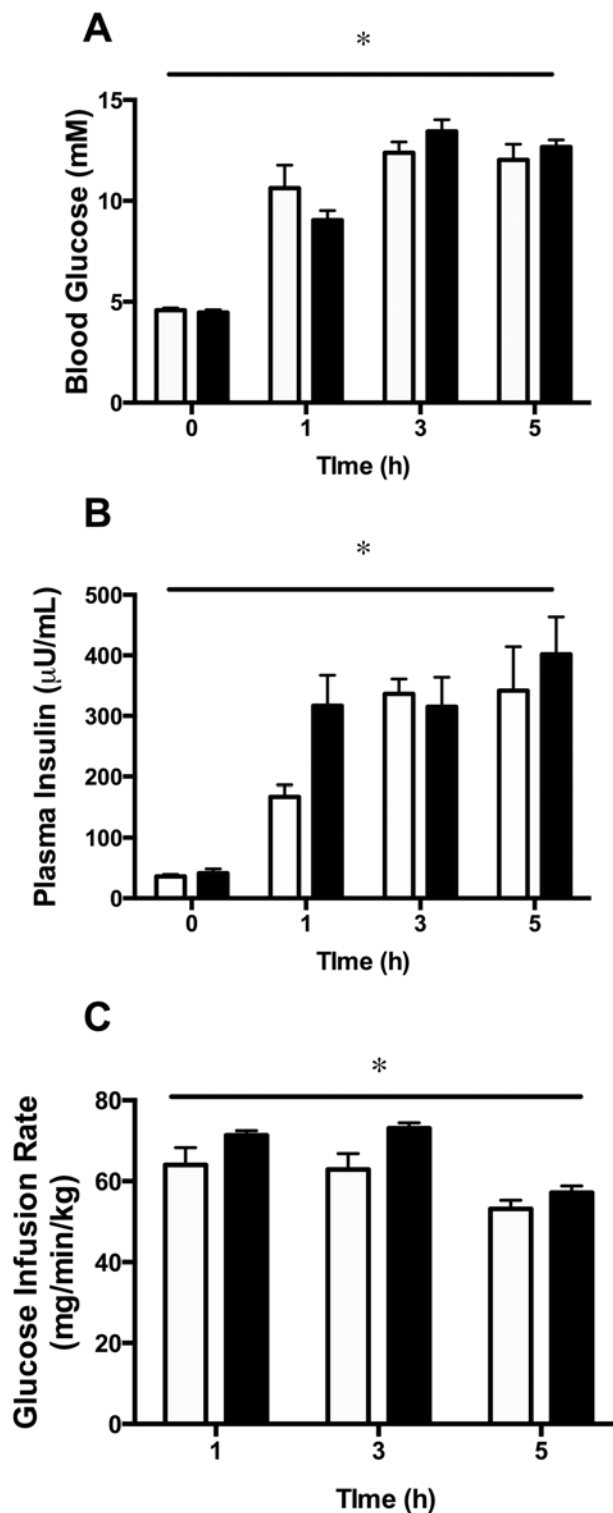 A
*
Blood Glucose (mM)
15
10
5
0
0 1 3 5
TIme (h)
B
*
Plasma Insulin (μU/mL)
500
400
300
200
100
0
0 1 3 5
TIme (h)
C
*
Glucose Infusion Rate
(mg/min/kg)
80
60
40
20
0
1 3 5
TIme (h)